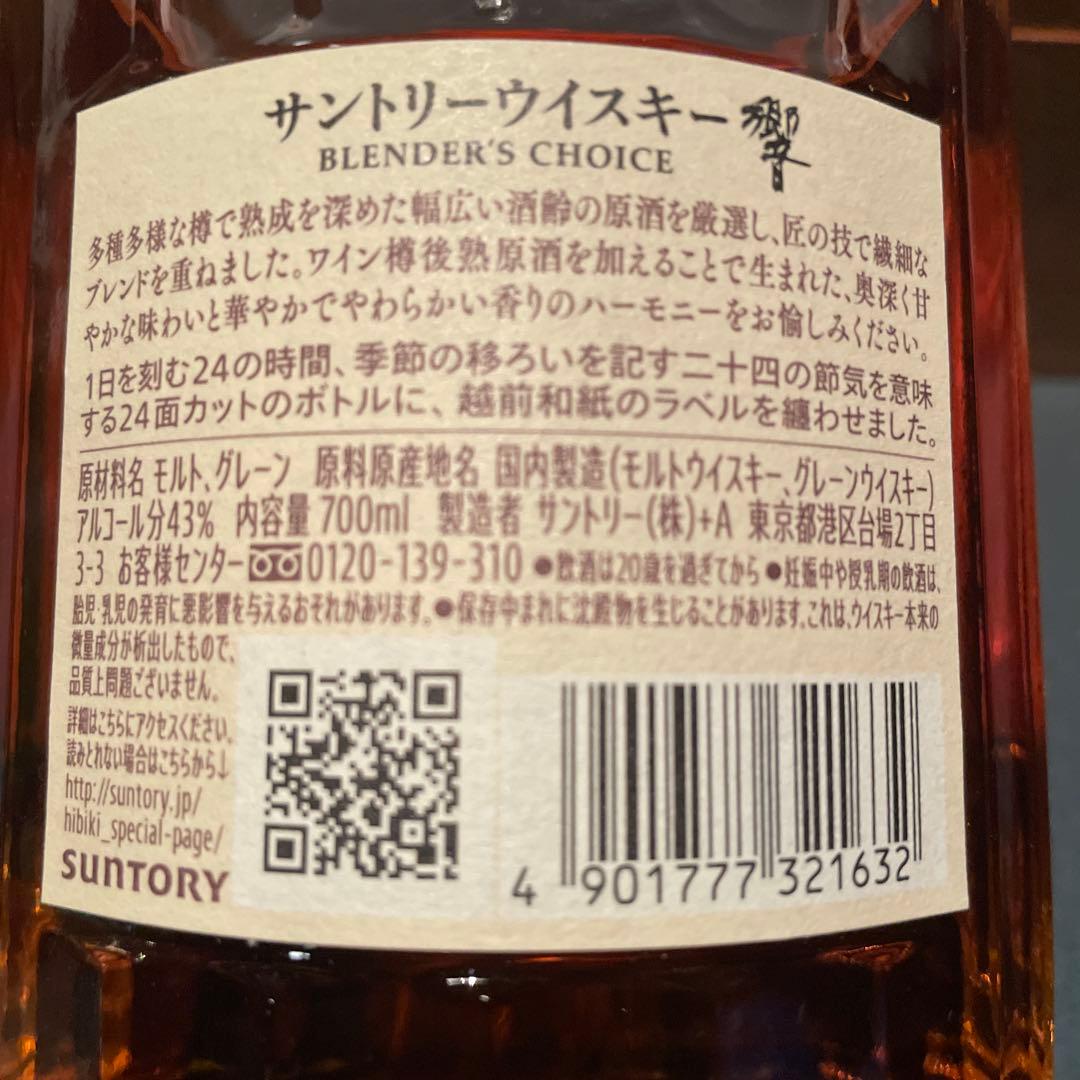 サントリーウイスキー 響
BLENDER'S CHOICE
多種多様な樽で熟成を深めた幅広い酒齢の原酒を厳選し、匠の技で繊細な
ブレンドを重ねました。ワイン樽後熟原酒を加えることで生まれた、奥深く甘
やかな味わいと華やかでやわらかい香りのハーモニーをお愉しみください。
1日を刻む24の時間、季節の移ろいを記す二十四の節気を意味
する24面カットのボトルに、越前和紙のラベルを纏わせました。
原材料名 モルト、グレーン 原料原産地名 国内製造(モルトウイスキー、グレーンウイスキー)
アルコール分43% 内容量 700ml 製造者 サントリー(株)+A 東京都港区台場2丁目
3-3 お客様センター 0120-139-310 ●飲酒は20歳を過ぎてから ●妊娠中や授乳期の飲酒は、
胎児・乳児の発育に悪影響を与えるおそれがあります。 ●保存中まれに沈殿物を生じることがあります。これは、ウイスキー本来の
微量成分が析出したもので、
品質上問題ございません。
詳細はこちらにアクセスください。
読みとれない場合はこちらから↓
http://suntory.jp/
hibiki_special-page/
SUNTORY
4 901777 321632